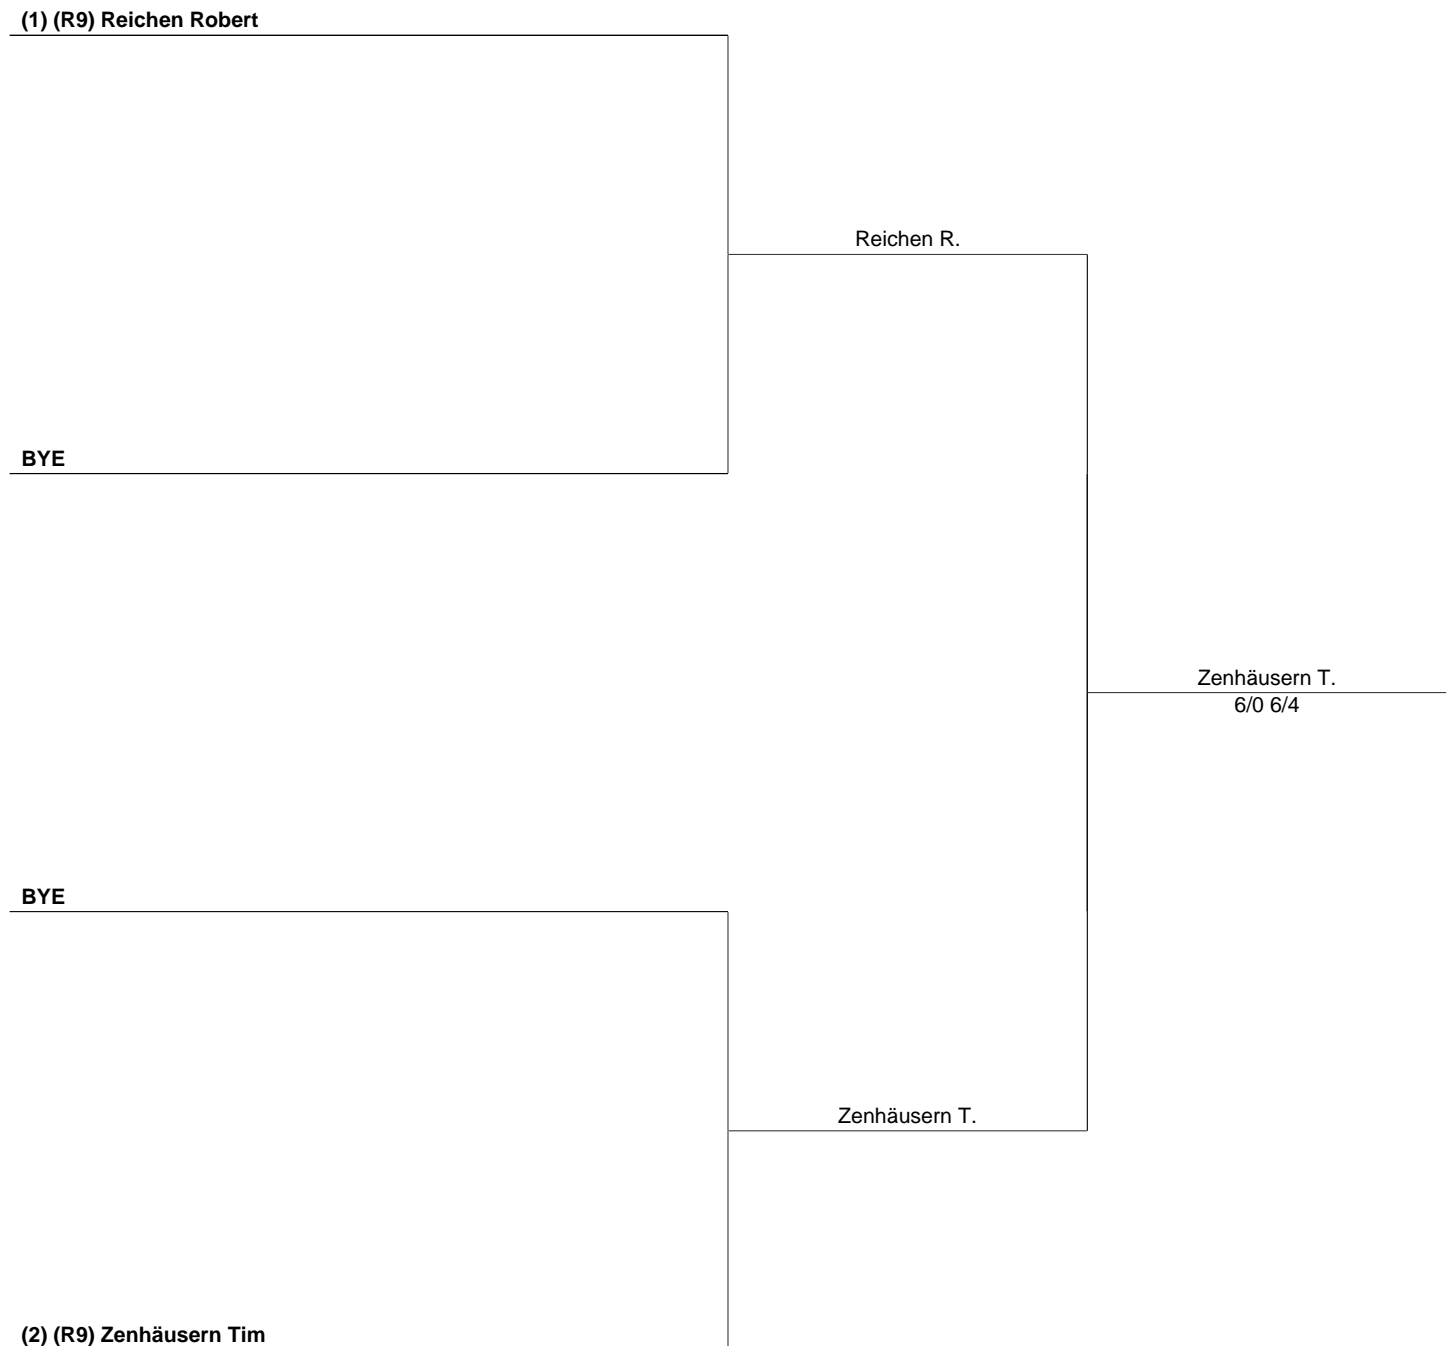 (1) (R9) Reichen Robert
Reichen R.
BYE
Zenhäusern T.
6/0 6/4
BYE
Zenhäusern T.
(2) (R9) Zenhäusern Tim